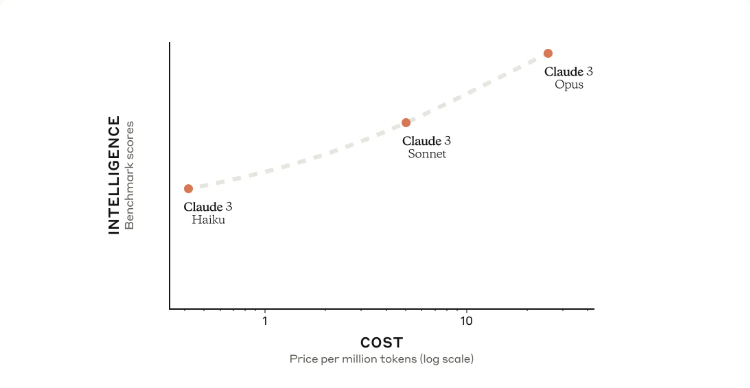 INTELLIGENCE
Benchmark scores
Claude 3
Opus
Claude 3
Sonnet
Claude 3
Haiku
1
10
COST
Price per million tokens (log scale)